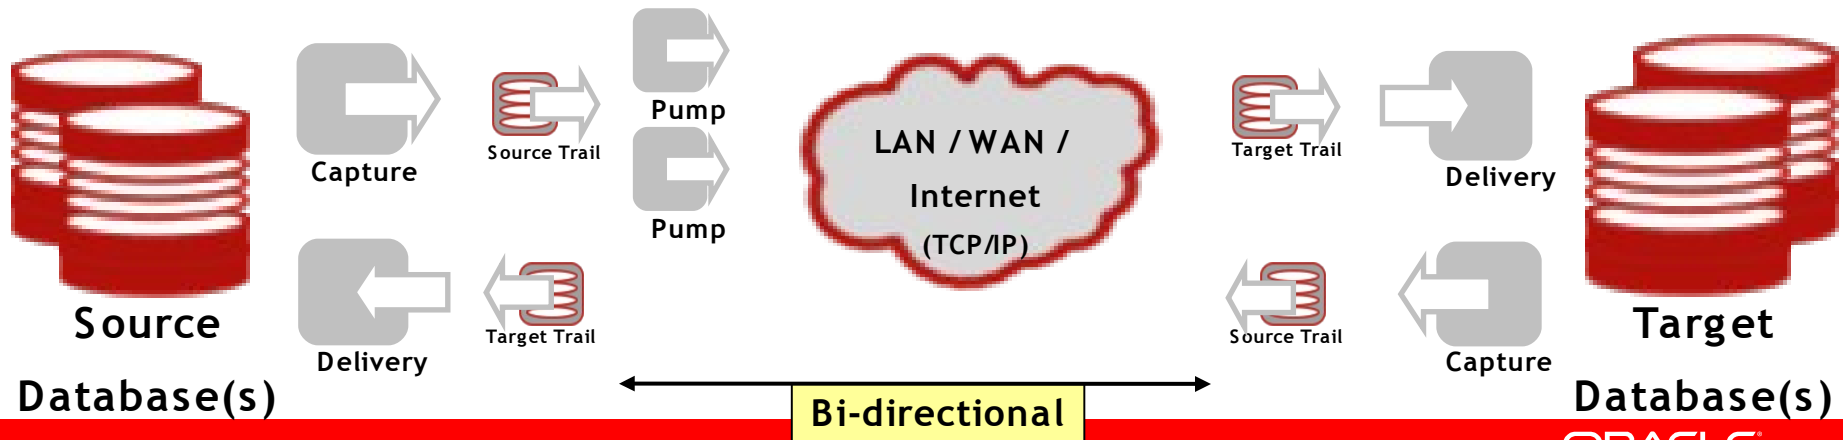 Pump
LAN / WAN /
Source Trail
Target Trail
Capture
Delivery
Internet
Pump
(TCP/IP)
Source
Target
Target Trail
Source Trail
Delivery
Capture
Database(s)
Database(s)
Bi-directional
ORACLE